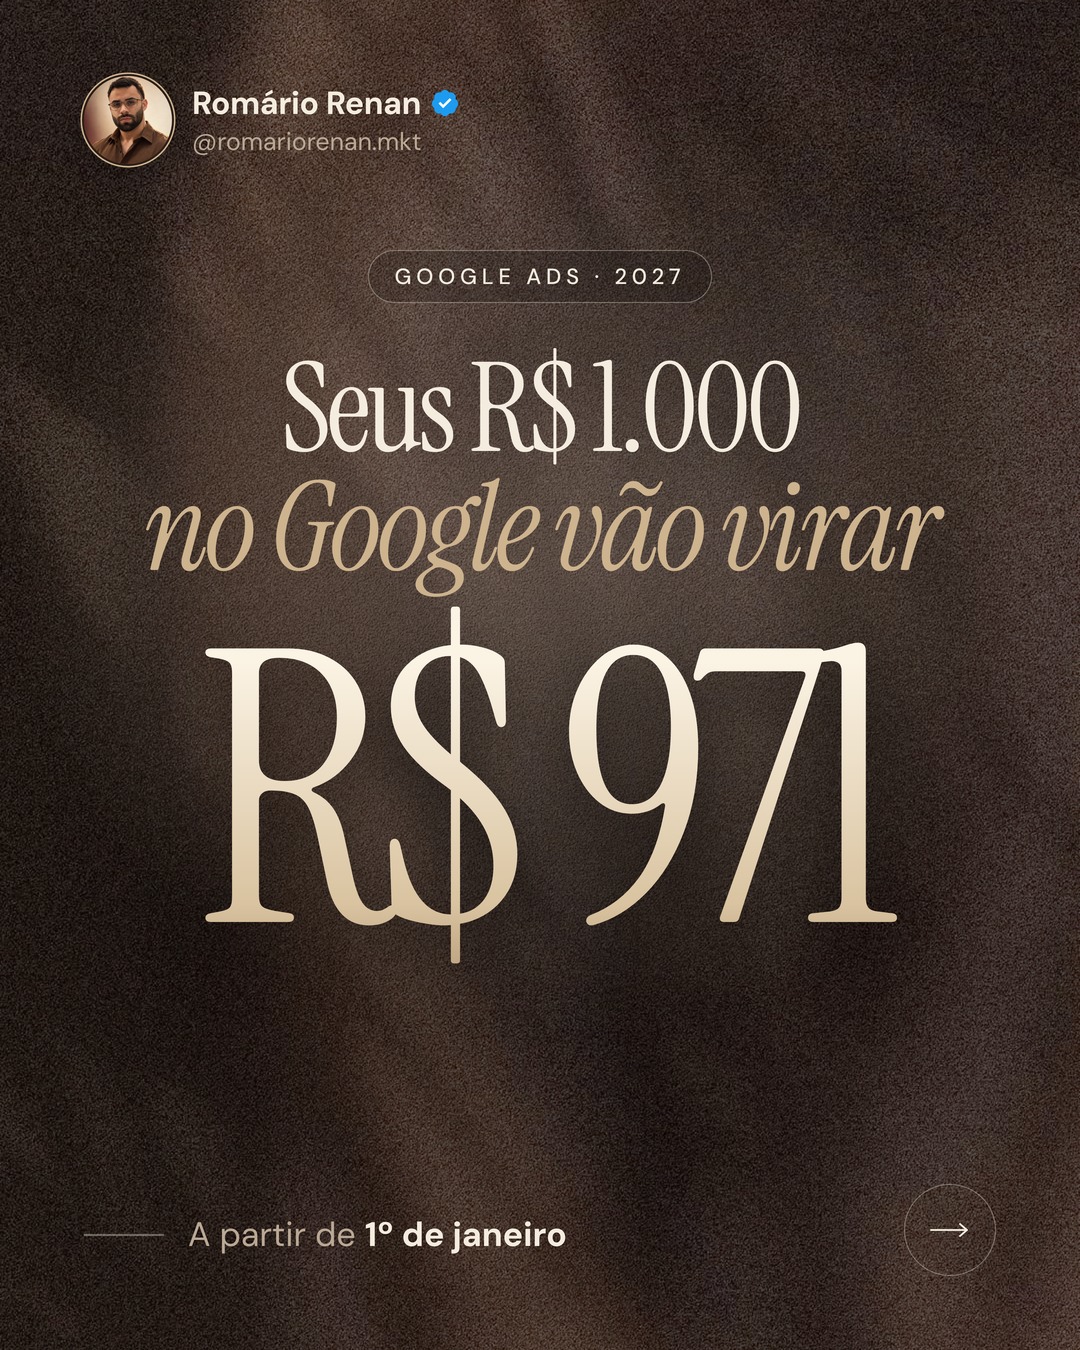 Romário Renan
@romariorenan.mkt
GOOGLE ADS · 2027
Seus R$ 1.000
no Google vão virar
R$ 971
A partir de 1º de janeiro